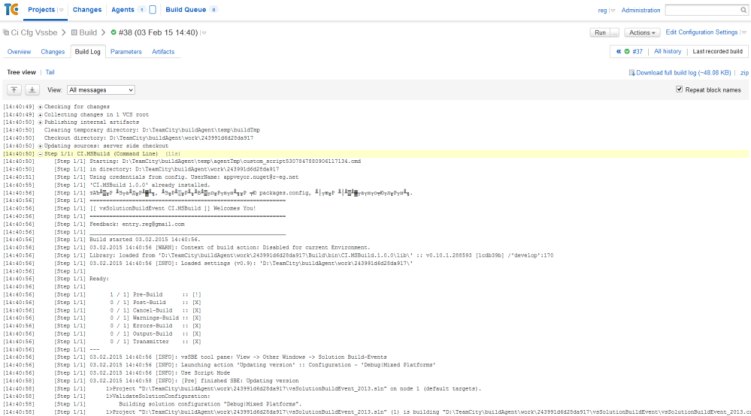 TC Projects Changes Agents 1 Build Queue 0 reg Administration
Ci Cfg Vssbe > Build > #38 (03 Feb 15 14:40) Run ... Actions Edit Configuration Settings
Overview Changes Build Log Parameters Artifacts « #37 All history Last recorded build
Tree view Tail Download full build log (~48.88 KB) .zip
View: All messages Repeat block names
[14:40:49] Checking for changes
[14:40:49] Collecting changes in 1 VCS root
[14:40:50] Publishing internal artifacts
[14:40:50] Clearing temporary directory: D:\TeamCity\buildAgent\temp\buildTmp
[14:40:50] Checkout directory: D:\TeamCity\buildAgent\work\243991d6d28da917
[14:40:50] Updating sources: server side checkout
[14:40:50] Step 1/1: CI.MSBuild (Command Line) (11s)
[14:40:50] [Step 1/1] Starting: D:\TeamCity\buildAgent\temp\agentTmp\custom_script5307847880906117134.cmd
[14:40:50] [Step 1/1] in directory: D:\TeamCity\buildAgent\work\243991d6d28da917
[14:40:51] [Step 1/1] Using credentials from config. UserName: appveyor.nuget@r-eg.net
[14:40:55] [Step 1/1] 'CI.MSBuild 1.0.0' already installed.
[14:40:56] [Step 1/1] packages.config,
[14:40:56] [Step 1/1] ============================================================
[14:40:56] [Step 1/1] [[ vsSolutionBuildEvent CI.MSBuild ]] Welcomes You!
[14:40:56] [Step 1/1] ============================================================
[14:40:56] [Step 1/1] Feedback: entry.reg@gmail.com
[14:40:56] [Step 1/1] ____________________________________________________________
[14:40:56] [Step 1/1] Build started 03.02.2015 14:40:56.
[14:40:56] [Step 1/1] 03.02.2015 14:40:56 [WARN]: Context of build action: Disabled for current Environment.
[14:40:56] [Step 1/1] Library: loaded from 'D:\TeamCity\buildAgent\work\243991d6d28da917\Build\bin\CI.MSBuild.1.0.0\lib\' :: v0.10.1.288593 [1cdb39b] /'develop':170
[14:40:56] [Step 1/1] 03.02.2015 14:40:56 [INFO]: Loaded settings (v0.9): 'D:\TeamCity\buildAgent\work\243991d6d28da917\'
[14:40:56] [Step 1/1]
[14:40:56] [Step 1/1] Ready:
[14:40:56] [Step 1/1]
[14:40:56] [Step 1/1] 1 / 1] Pre-Build :: [!]
[14:40:56] [Step 1/1] 0 / 1] Post-Build :: [X]
[14:40:56] [Step 1/1] 0 / 1] Cancel-Build :: [X]
[14:40:56] [Step 1/1] 0 / 1] Warnings-Build :: [X]
[14:40:56] [Step 1/1] 0 / 1] Errors-Build :: [X]
[14:40:56] [Step 1/1] 0 / 1] Output-Build :: [X]
[14:40:56] [Step 1/1] 0 / 1] Transmitter :: [X]
[14:40:56] [Step 1/1] ---
[14:40:56] [Step 1/1] 03.02.2015 14:40:56 [INFO]: vsSBE tool pane: View -> Other Windows -> Solution Build-Events
[14:40:56] [Step 1/1] 03.02.2015 14:40:56 [INFO]: Launching action 'Updating version' :: Configuration - 'Debug|Mixed Platforms'
[14:40:56] [Step 1/1] 03.02.2015 14:40:56 [INFO]: Use Script Mode
[14:40:58] [Step 1/1] 03.02.2015 14:40:58 [INFO]: [Pre] finished SBE: Updating version
[14:40:58] [Step 1/1] 1>Project "D:\TeamCity\buildAgent\work\243991d6d28da917\vsSolutionBuildEvent_2013.sln" on node 1 (default targets).
[14:40:58] [Step 1/1] 1>ValidateSolutionConfiguration:
[14:40:58] [Step 1/1] Building solution configuration "Debug|Mixed Platforms".
[14:40:58] [Step 1/1] 1>Project "D:\TeamCity\buildAgent\work\243991d6d28da917\vsSolutionBuildEvent_2013.sln" (1) is building "D:\TeamCity\buildAgent\work\243991d6d28da917\vsSolutionBuildEvent\vsSolutionBuildEvent_2013.cs